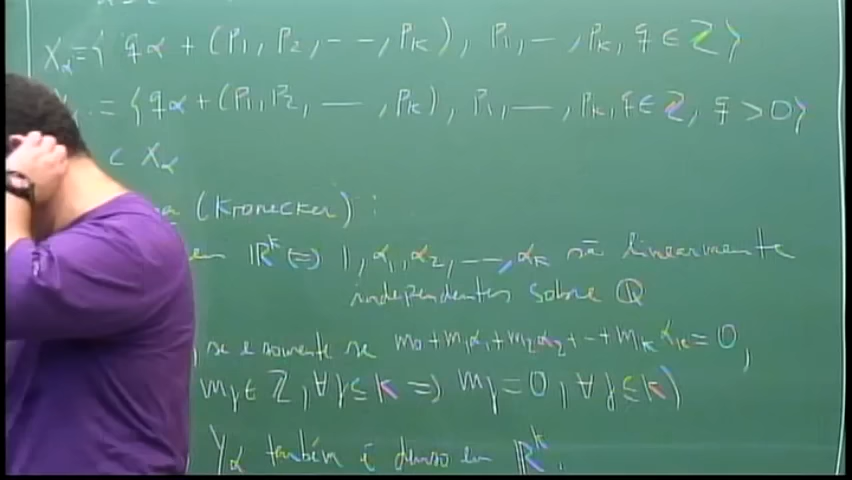 X_α = { qα + (p_1, p_2, ---, p_k), p_1, --, p_k, q ∈ Z }
= { qα + (p_1, p_2, ---, p_k), p_1, ---, p_k, q ∈ Z, q > 0 }
⊂ X_α
(Kronecker):
em ℝ^k ⇔ 1, α_1, α_2, ---, α_k são linearmente
independentes sobre ℚ
se e somente se m_0 + m_1α_1 + m_2α_2 + -- + m_kα_k = 0,
m_j ∈ Z, ∀ j ≤ k ⇒ m_j = 0, ∀ j ≤ k)
Y_α também é denso em ℝ^k.